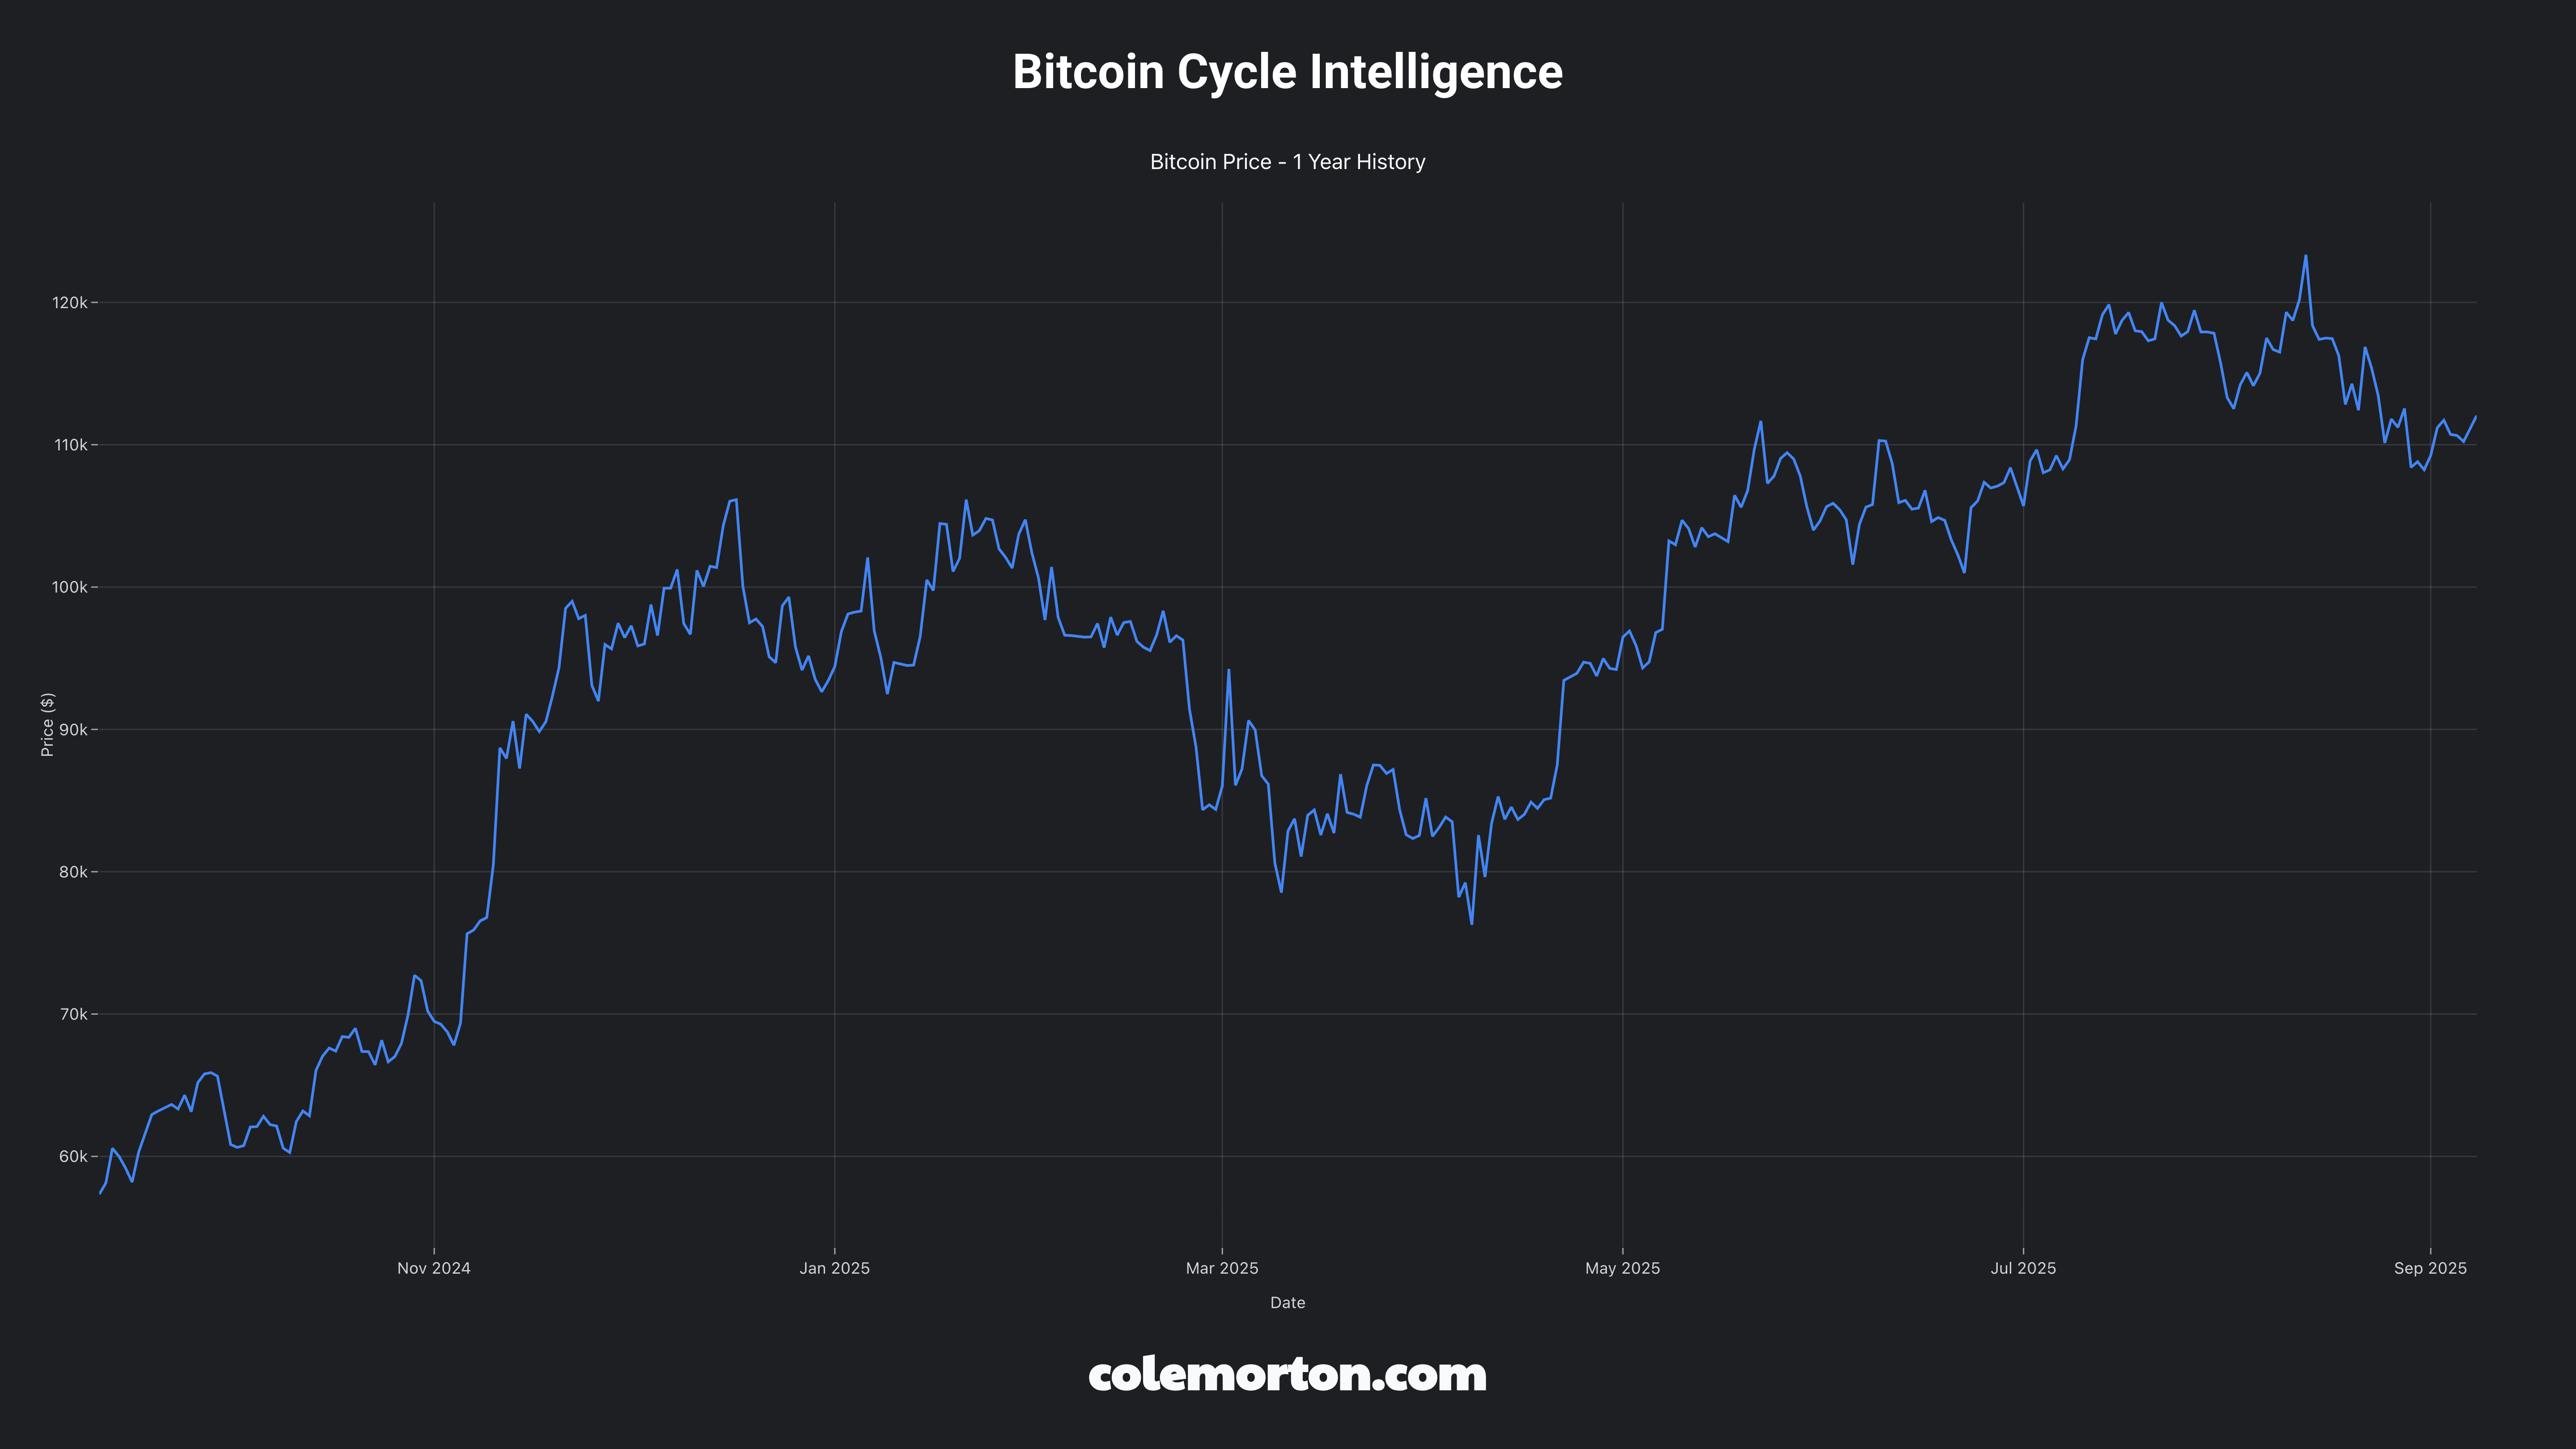 Bitcoin Cycle Intelligence
Bitcoin Price - 1 Year History
120k
110k
100k
90k
80k
70k
60k
Price ($)
Nov 2024
Jan 2025
Mar 2025
May 2025
Jul 2025
Sep 2025
Date
colemorton.com